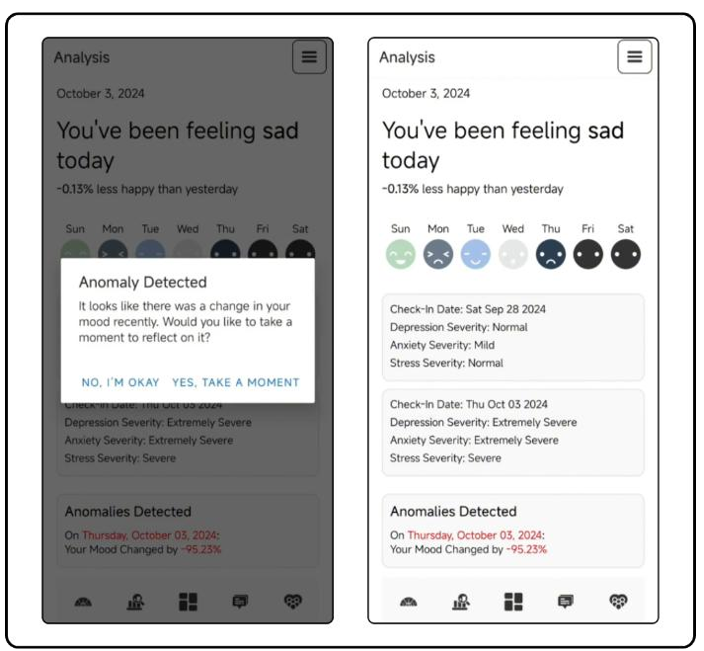 Analysis
October 3, 2024
You've been feeling sad
today
-0.13% less happy than yesterday
Sun Mon Tue Wed Thu Fri Sat
Anomaly Detected
It looks like there was a change in your
mood recently. Would you like to take a
moment to reflect on it?
NO, I'M OKAY YES, TAKE A MOMENT
Check-In Date: Thu Oct 03 2024
Depression Severity: Extremely Severe
Anxiety Severity: Extremely Severe
Stress Severity: Severe
Anomalies Detected
On Thursday, October 03, 2024:
Your Mood Changed by -95.23%
Analysis
October 3, 2024
You've been feeling sad
today
-0.13% less happy than yesterday
Sun Mon Tue Wed Thu Fri Sat
Check-In Date: Sat Sep 28 2024
Depression Severity: Normal
Anxiety Severity: Mild
Stress Severity: Normal
Check-In Date: Thu Oct 03 2024
Depression Severity: Extremely Severe
Anxiety Severity: Extremely Severe
Stress Severity: Severe
Anomalies Detected
On Thursday, October 03, 2024:
Your Mood Changed by -95.23%